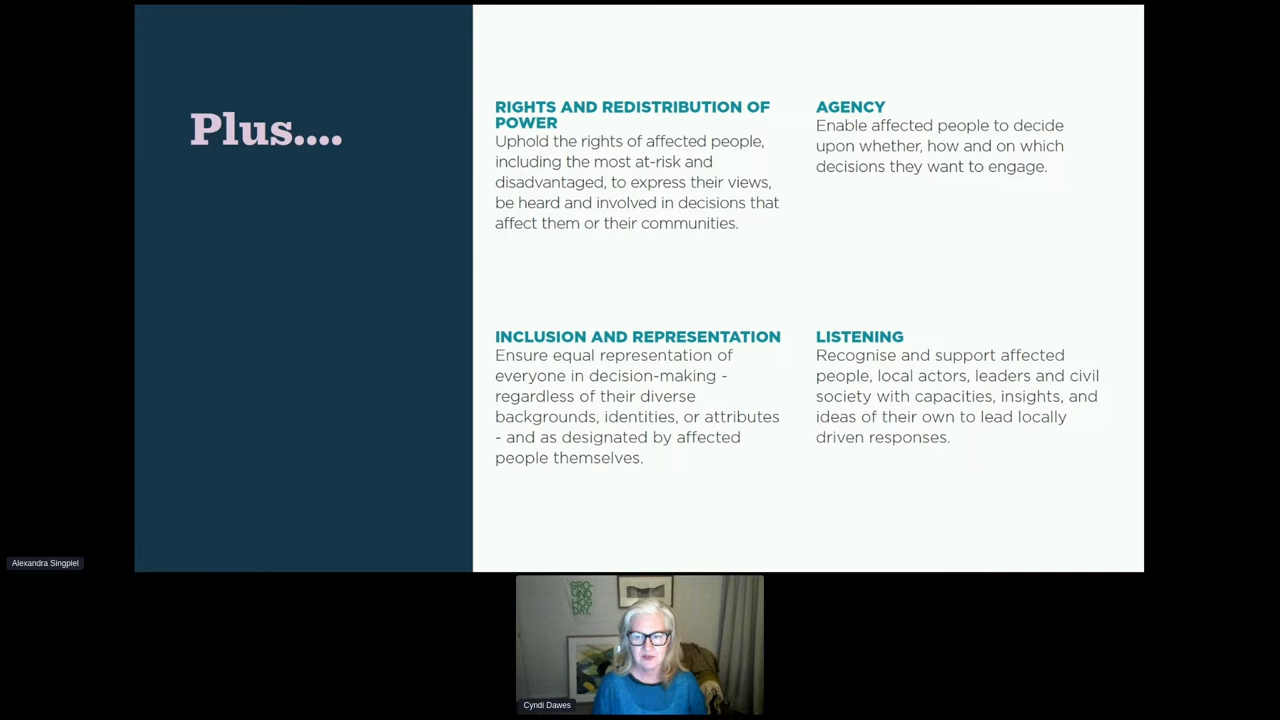 Plus....
RIGHTS AND REDISTRIBUTION OF
POWER
Uphold the rights of affected people,
including the most at-risk and
disadvantaged, to express their views,
be heard and involved in decisions that
affect them or their communities.
AGENCY
Enable affected people to decide
upon whether, how and on which
decisions they want to engage.
INCLUSION AND REPRESENTATION
Ensure equal representation of
everyone in decision-making -
regardless of their diverse
backgrounds, identities, or attributes
- and as designated by affected
people themselves.
LISTENING
Recognise and support affected
people, local actors, leaders and civil
society with capacities, insights, and
ideas of their own to lead locally
driven responses.
Alexandra Singpiel
GRO-
UND
HOG
DAY.
Cyndi Dawes